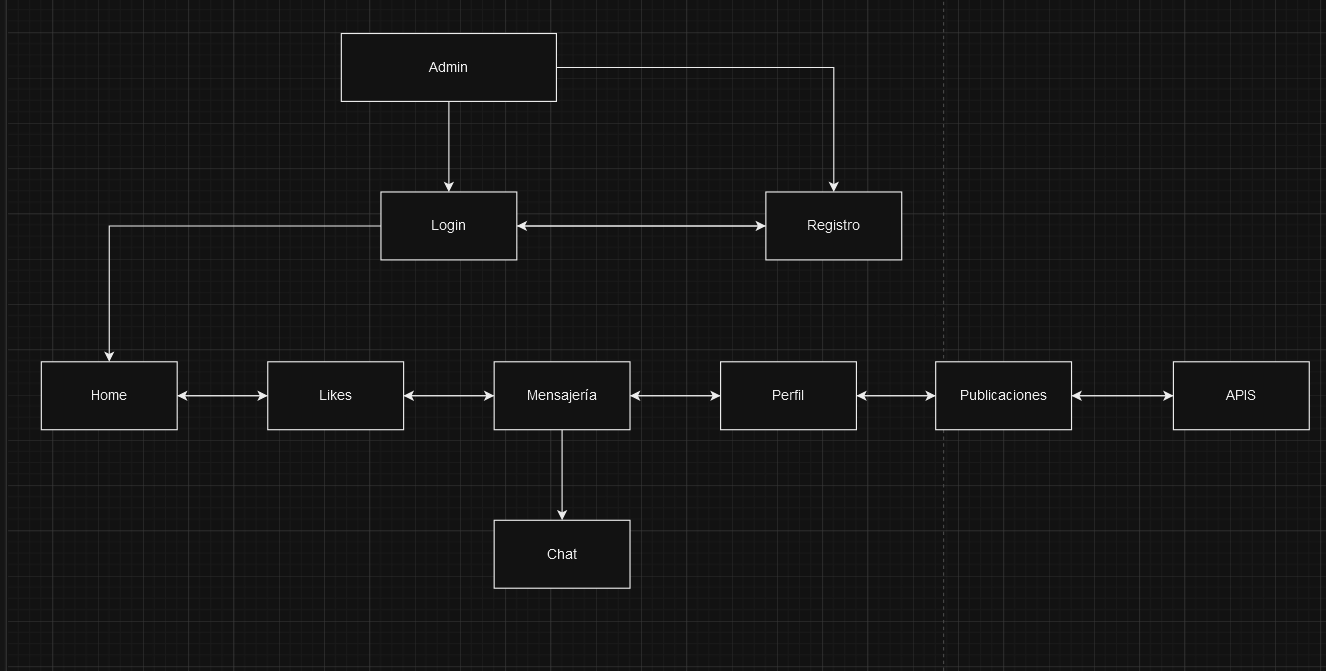 Admin
Login
Registro
Home
Likes
Mensajería
Perfil
Publicaciones
APIS
Chat